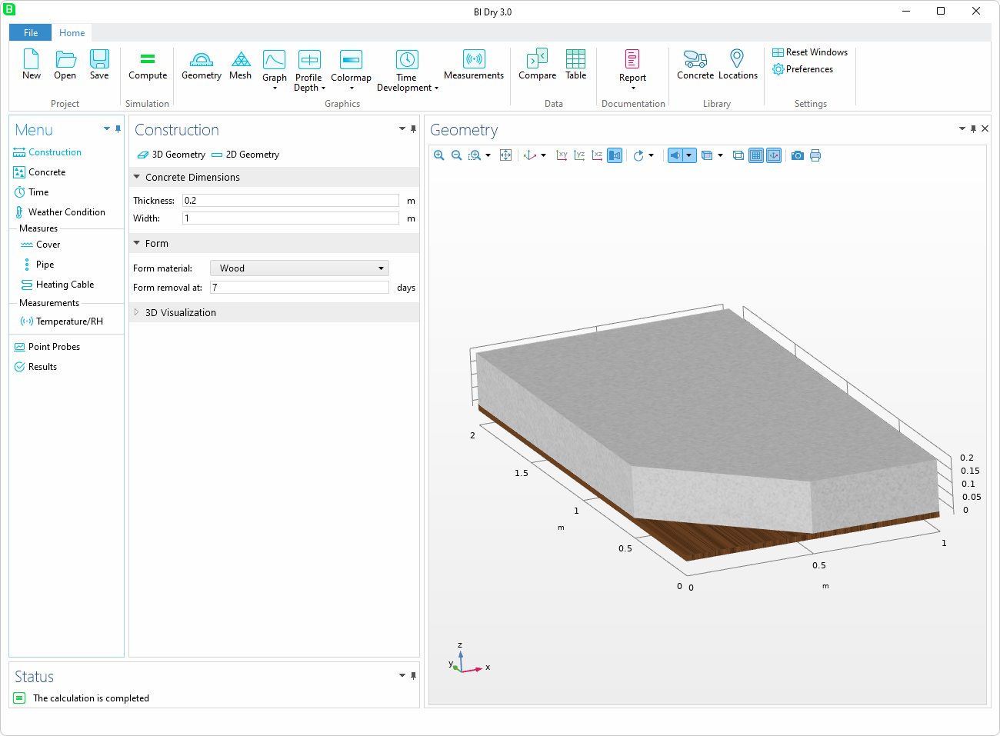 BI Dry 3.0
File Home
New Open Save Compute Geometry Mesh Graph Profile Depth Colormap Time Development Measurements Compare Table Report Concrete Locations Reset Windows
Preferences
Project Simulation Graphics Data Documentation Library Settings
Menu
Construction
Concrete
Time
Weather Condition
Measures
Cover
Pipe
Heating Cable
Measurements
Temperature/RH
Point Probes
Results
Construction
3D Geometry 2D Geometry
Concrete Dimensions
Thickness: 0.2 m
Width: 1 m
Form
Form material: Wood
Form removal at: 7 days
3D Visualization
Geometry
xy yz xz
2
1.5
1
m
0.5
0 0
0.5
m
1
0.2
0.15
0.1
0.05
0
z
y x
Status
The calculation is completed